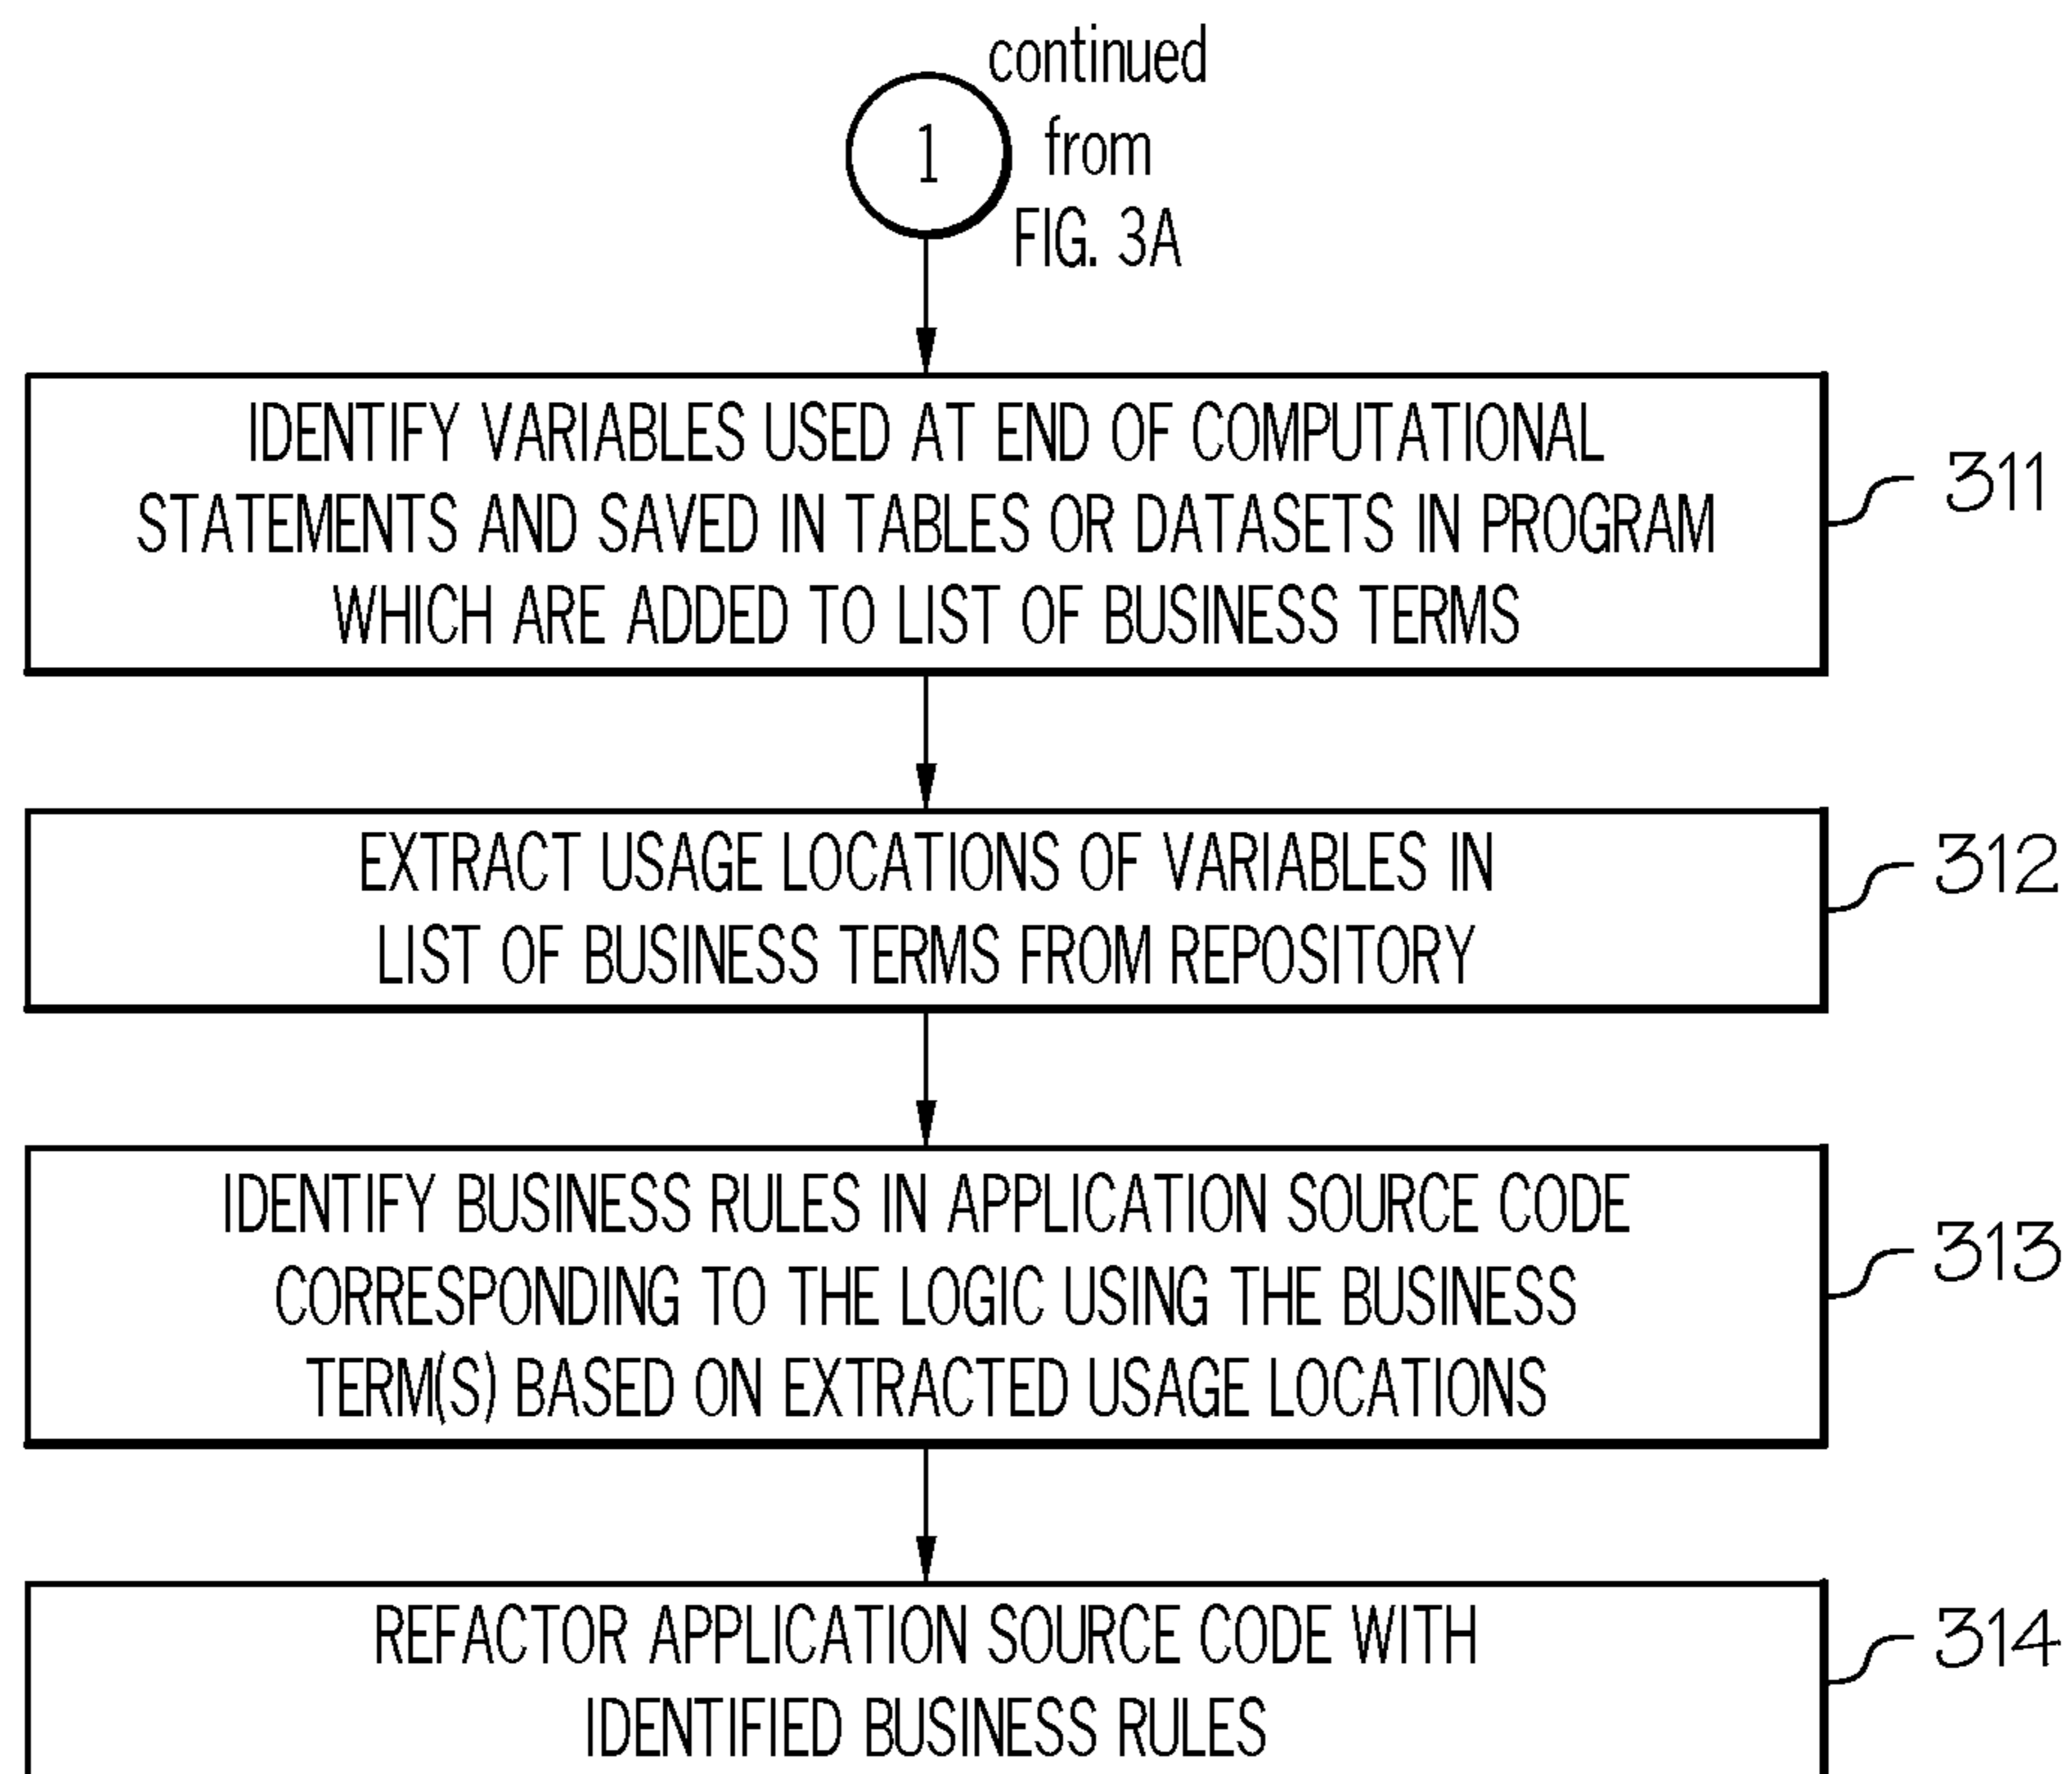 continued
1 from
FIG. 3A
IDENTIFY VARIABLES USED AT END OF COMPUTATIONAL
STATEMENTS AND SAVED IN TABLES OR DATASETS IN PROGRAM
WHICH ARE ADDED TO LIST OF BUSINESS TERMS
311
EXTRACT USAGE LOCATIONS OF VARIABLES IN
LIST OF BUSINESS TERMS FROM REPOSITORY
312
IDENTIFY BUSINESS RULES IN APPLICATION SOURCE CODE
CORRESPONDING TO THE LOGIC USING THE BUSINESS
TERM(S) BASED ON EXTRACTED USAGE LOCATIONS
313
REFACTOR APPLICATION SOURCE CODE WITH
IDENTIFIED BUSINESS RULES
314